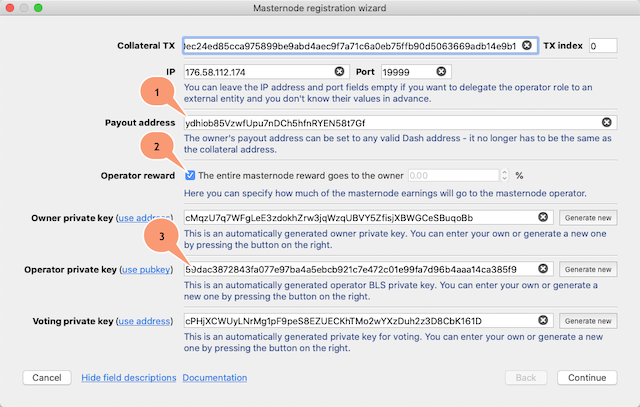 Masternode registration wizard
Collateral TX 0ec24ed85cca975899be9abd4aec9f7a71c6a0eb75ffb90d5063669adb14e9b1 TX index 0
IP 176.58.112.174 Port 19999
You can leave the IP address and port fields empty if you want to delegate the operator role to an
external entity and you don't know their values in advance.
1
Payout address ydhiob85VzwfUpu7nDCh5hfnRYEN58t7Gf
The owner's payout address can be set to any valid Dash address - it no longer has to be the same as
the collateral address.
2
Operator reward The entire masternode reward goes to the owner 0.00 %
Here you can specify how much of the masternode earnings will go to the masternode operator.
Owner private key (use address) cMqzU7q7WFgLeE3zdokhZrw3jqWzqUBVY5ZfisjXBWGCeSBuqoBb Generate new
This is an automatically generated owner private key. You can enter your own or generate a new one
by pressing the button on the right.
3
Operator private key (use pubkey) 59dac3872843fa077e97ba4a5ebcb921c7e472c01e99fa7d96b4aaa14ca385f9 Generate new
This is an automatically generated operator BLS private key. You can enter your own or generate a
new one by pressing the button on the right.
Voting private key (use address) cPHjXCWUyLNrMg1pF9peS8EZUECKhTMo2wYXzDuh2z3D8CbK161D Generate new
This is an automatically generated private key for voting. You can enter your own or generate a new
one by pressing the button on the right.
Cancel Hide field descriptions Documentation Back Continue